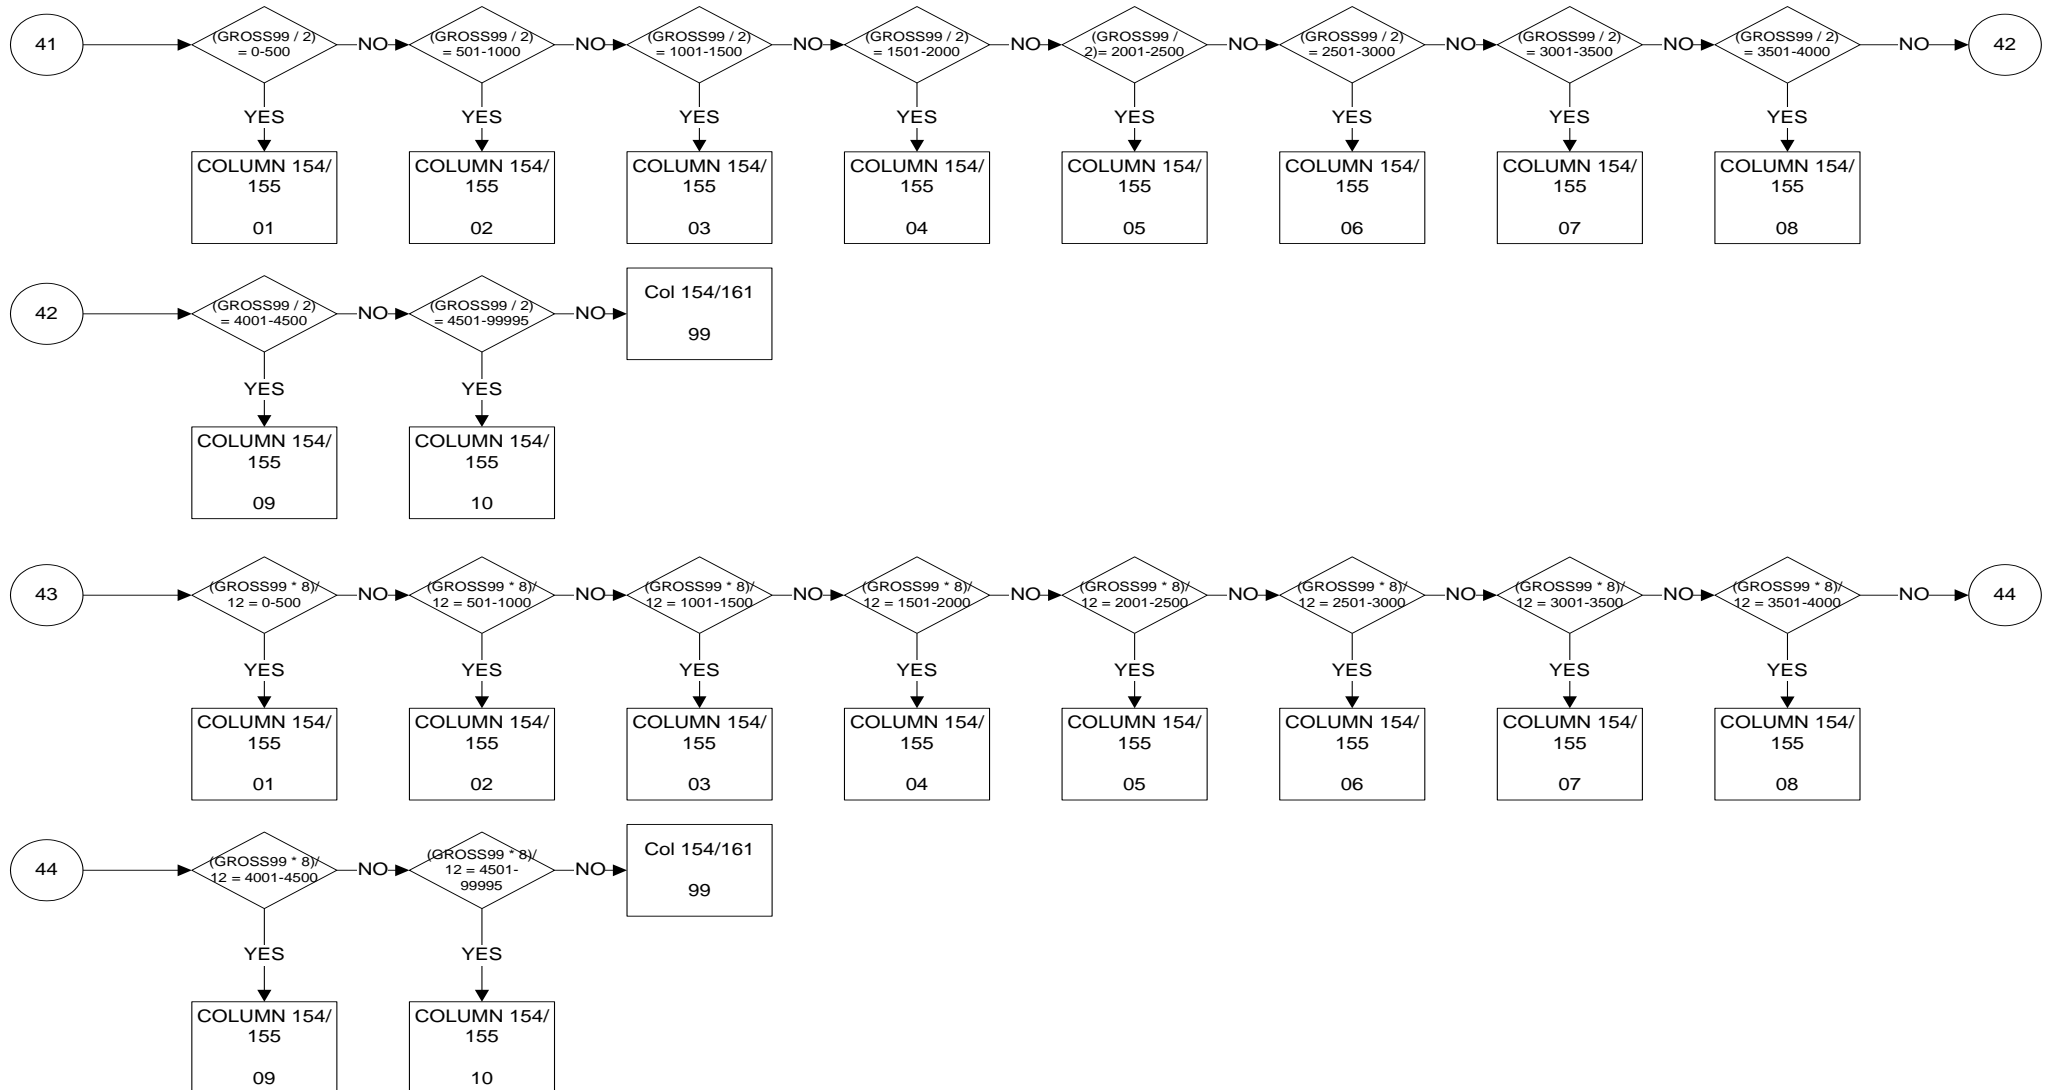 41
(GROSS99 / 2)
= 0-500
NO
(GROSS99 / 2)
= 501-1000
NO
(GROSS99 / 2)
= 1001-1500
NO
(GROSS99 / 2)
= 1501-2000
NO
(GROSS99 /
2)= 2001-2500
NO
(GROSS99 / 2)
= 2501-3000
NO
(GROSS99 / 2)
= 3001-3500
NO
(GROSS99 / 2)
= 3501-4000
NO
42
YES
YES
YES
YES
YES
YES
YES
YES
COLUMN 154/
155
01
COLUMN 154/
155
02
COLUMN 154/
155
03
COLUMN 154/
155
04
COLUMN 154/
155
05
COLUMN 154/
155
06
COLUMN 154/
155
07
COLUMN 154/
155
08
42
(GROSS99 / 2)
= 4001-4500
NO
(GROSS99 / 2)
= 4501-99995
NO
Col 154/161
99
YES
YES
COLUMN 154/
155
09
COLUMN 154/
155
10
43
(GROSS99 * 8)/
12 = 0-500
NO
(GROSS99 * 8)/
12 = 501-1000
NO
(GROSS99 * 8)/
12 = 1001-1500
NO
(GROSS99 * 8)/
12 = 1501-2000
NO
(GROSS99 * 8)/
12 = 2001-2500
NO
(GROSS99 * 8)/
12 = 2501-3000
NO
(GROSS99 * 8)/
12 = 3001-3500
NO
(GROSS99 * 8)/
12 = 3501-4000
NO
44
YES
YES
YES
YES
YES
YES
YES
YES
COLUMN 154/
155
01
COLUMN 154/
155
02
COLUMN 154/
155
03
COLUMN 154/
155
04
COLUMN 154/
155
05
COLUMN 154/
155
06
COLUMN 154/
155
07
COLUMN 154/
155
08
44
(GROSS99 * 8)/
12 = 4001-4500
NO
(GROSS99 * 8)/
12 = 4501-
99995
NO
Col 154/161
99
YES
YES
COLUMN 154/
155
09
COLUMN 154/
155
10